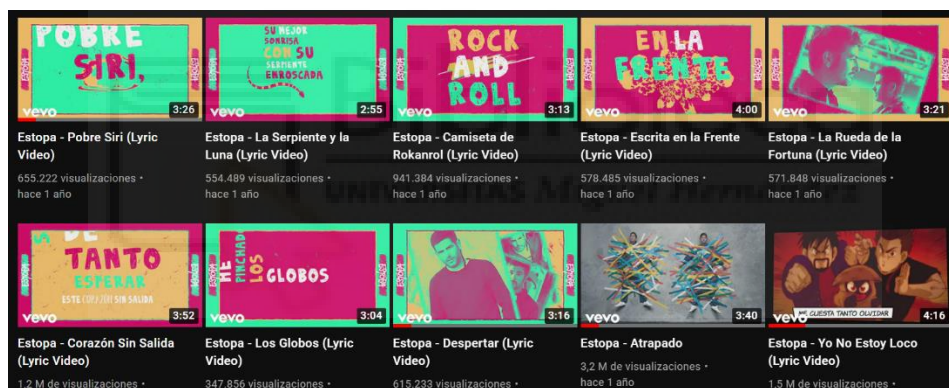 POBRE
SIRI,
vevo
3:26
SU MEJOR
SONRISA
CON SU
SERPIENTE
ENROSCADA
vevo
2:55
ROCK
AND
ROLL
vevo
3:13
EN LA
FRENTE
vevo
4:00
vevo
3:21
Estopa - Pobre Siri (Lyric
Video)
655.222 visualizaciones •
hace 1 año
Estopa - La Serpiente y la
Luna (Lyric Video)
554.489 visualizaciones •
hace 1 año
Estopa - Camiseta de
Rokanrol (Lyric Video)
941.384 visualizaciones •
hace 1 año
Estopa - Escrita en la Frente
(Lyric Video)
578.485 visualizaciones •
hace 1 año
Estopa - La Rueda de la
Fortuna (Lyric Video)
571.848 visualizaciones •
hace 1 año
UNIVERSITAS Miguel Hernández
DE
TANTO
ESPERAR
SIN SALIDA
vevo
3:52
ME
PINCHADO
LOS
GLOBOS
vevo
3:04
vevo
3:16
vevo
3:40
ME CUESTA TANTO OLVIDAR
vevo
4:16
Estopa - Corazón Sin Salida
(Lyric Video)
1,2 M de visualizaciones •
Estopa - Los Globos (Lyric
Video)
347.856 visualizaciones •
Estopa - Despertar (Lyric
Video)
615.233 visualizaciones •
Estopa - Atrapado
3,2 M de visualizaciones •
hace 1 año
Estopa - Yo No Estoy Loco
(Lyric Video)
1,5 M de visualizaciones •